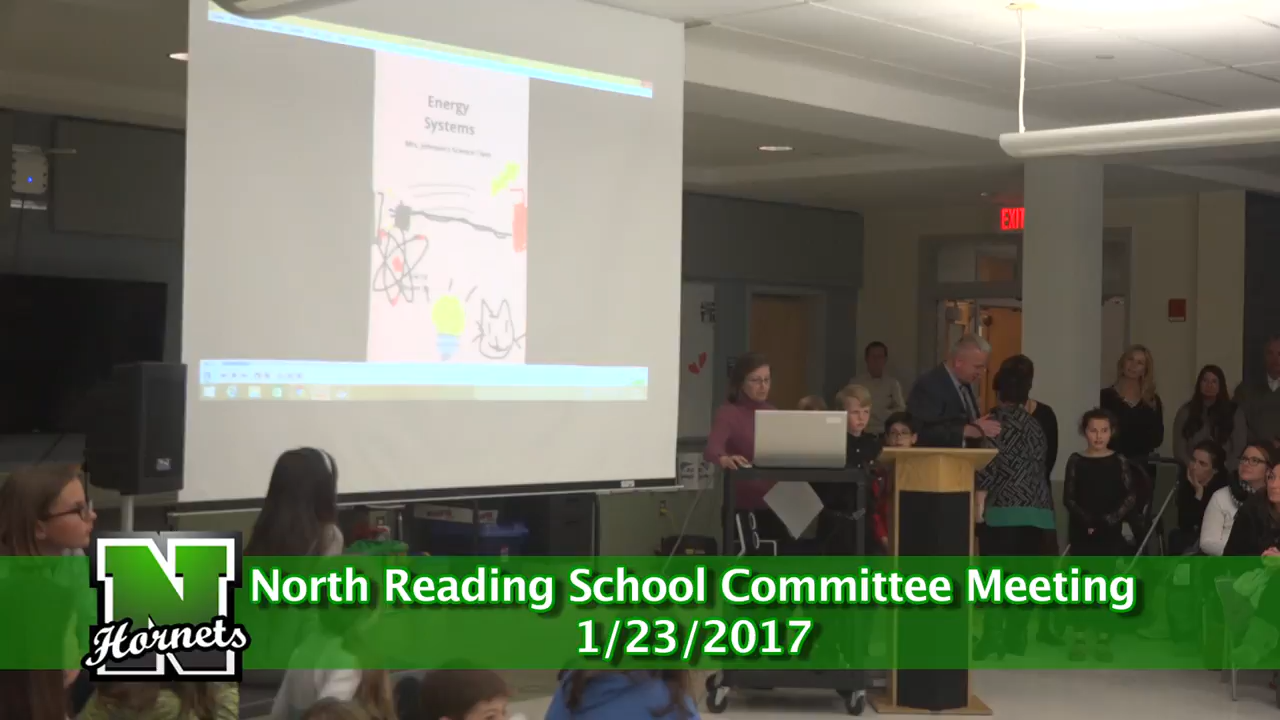 Energy
Systems
EXIT
N
Hornets
North Reading School Committee Meeting
1/23/2017